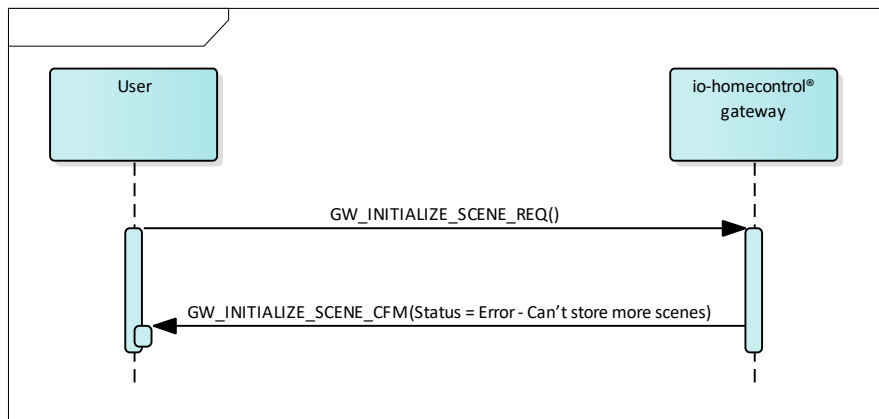 User
io-homecontrol®
gateway
GW_INITIALIZE_SCENE_REQ()
GW_INITIALIZE_SCENE_CFM(Status = Error - Can’t store more scenes)